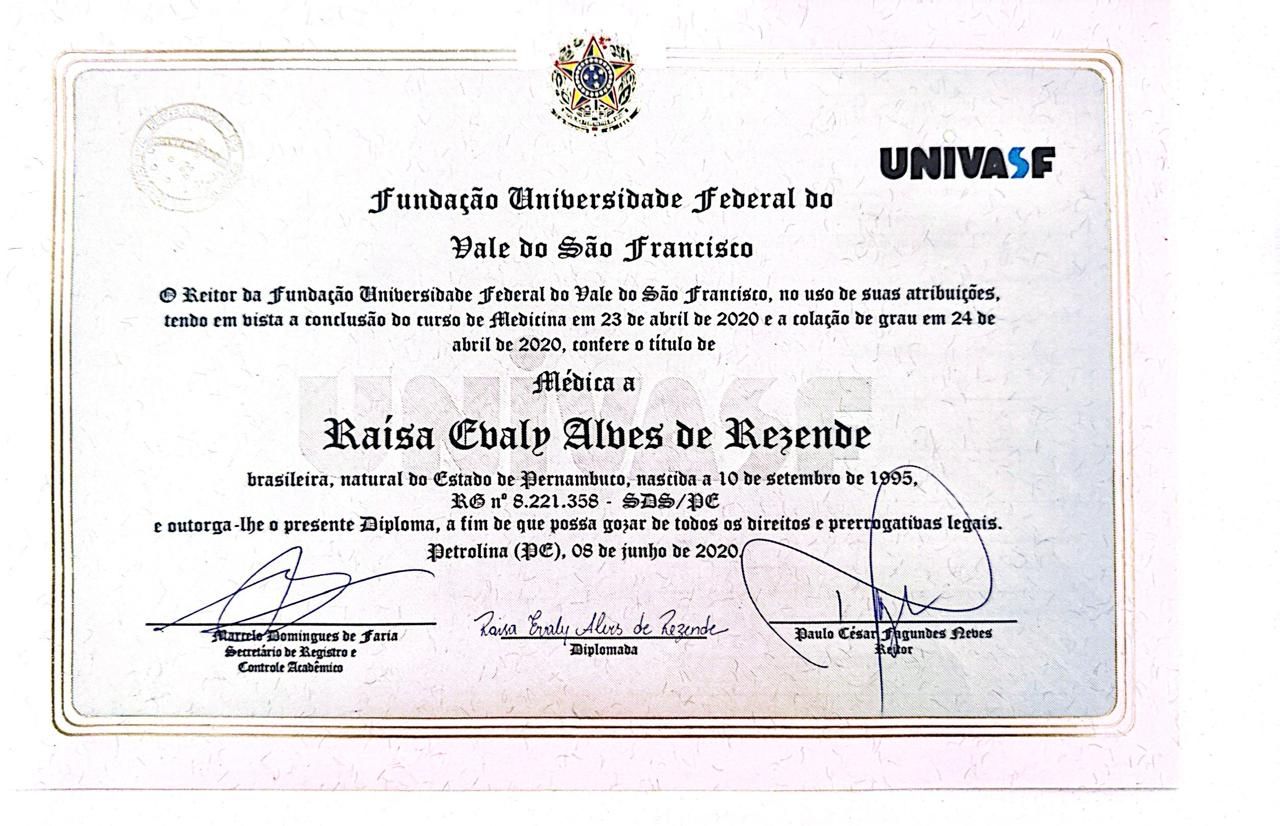 UNIVASF
Fundação Universidade Federal do
Vale do São Francisco
O Reitor da Fundação Universidade Federal do Vale do São Francisco, no uso de suas atribuições,
tendo em vista a conclusão do curso de Medicina em 23 de abril de 2020 e a colação de grau em 24 de
abril de 2020, confere o título de
Médica a
UNIVASF
Raísa Evaly Alves de Rezende
brasileira, natural do Estado de Pernambuco, nascida a 10 de setembro de 1995,
RG nº 8.221.358 - SDS/PE
e outorga-lhe o presente Diploma, a fim de que possa gozar de todos os direitos e prerrogativas legais.
Petrolina (PE), 08 de junho de 2020.
Marcelo Domingues de Faria
Secretário de Registro e
Controle Acadêmico
Raísa Evaly Alves de Rezende
Diplomada
Paulo César Fagundes Neves
Reitor